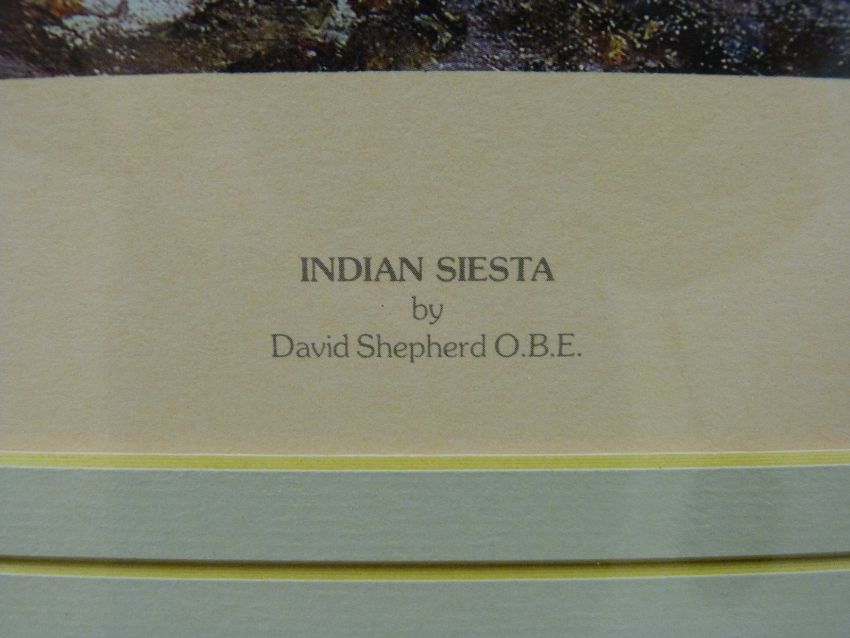 INDIAN SIESTA
by
David Shepherd O.B.E.